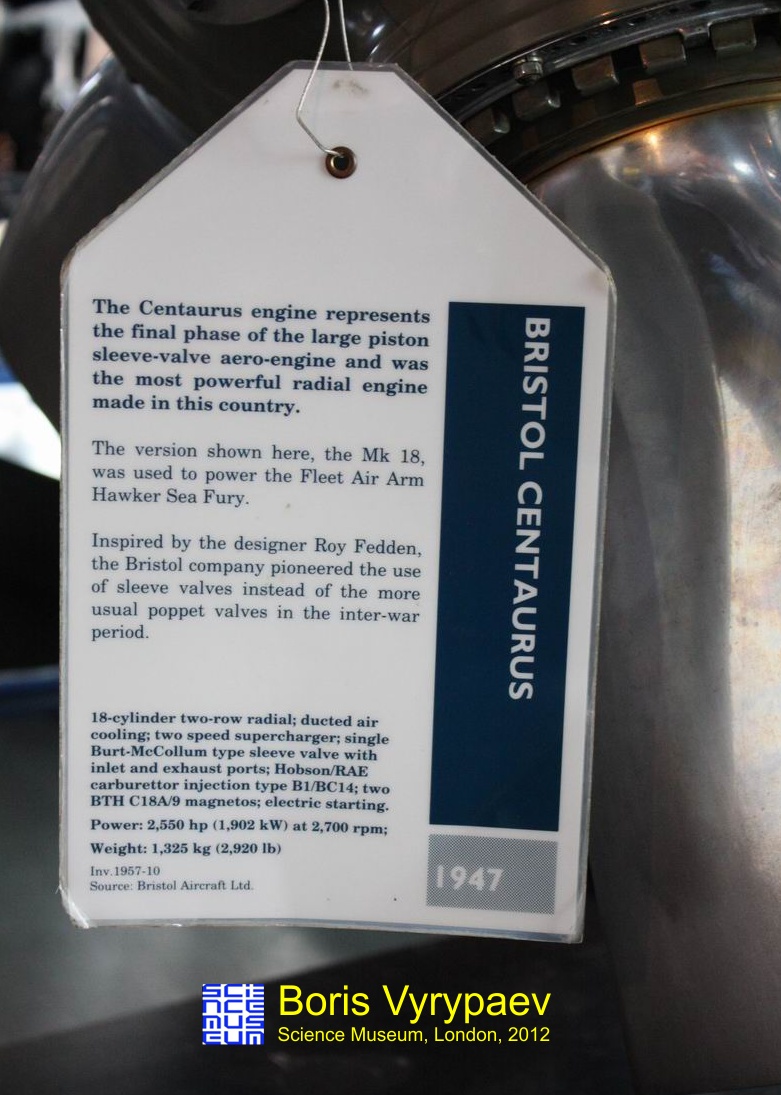 The Centaurus engine represents
the final phase of the large piston
sleeve-valve aero-engine and was
the most powerful radial engine
made in this country.
The version shown here, the Mk 18,
was used to power the Fleet Air Arm
Hawker Sea Fury.
Inspired by the designer Roy Fedden,
the Bristol company pioneered the use
of sleeve valves instead of the more
usual poppet valves in the inter-war
period.
18-cylinder two-row radial; ducted air
cooling; two speed supercharger; single
Burt-McCollum type sleeve valve with
inlet and exhaust ports; Hobson/RAE
carburettor injection type B1/BC14; two
BTH C18A/9 magnetos; electric starting.
Power: 2,550 hp (1,902 kW) at 2,700 rpm;
Weight: 1,325 kg (2,920 lb)
Inv.1957-10
Source: Bristol Aircraft Ltd.
BRISTOL CENTAURUS
1947
SCI
ENCE
MUS
EUM
Boris Vyrypaev
Science Museum, London, 2012